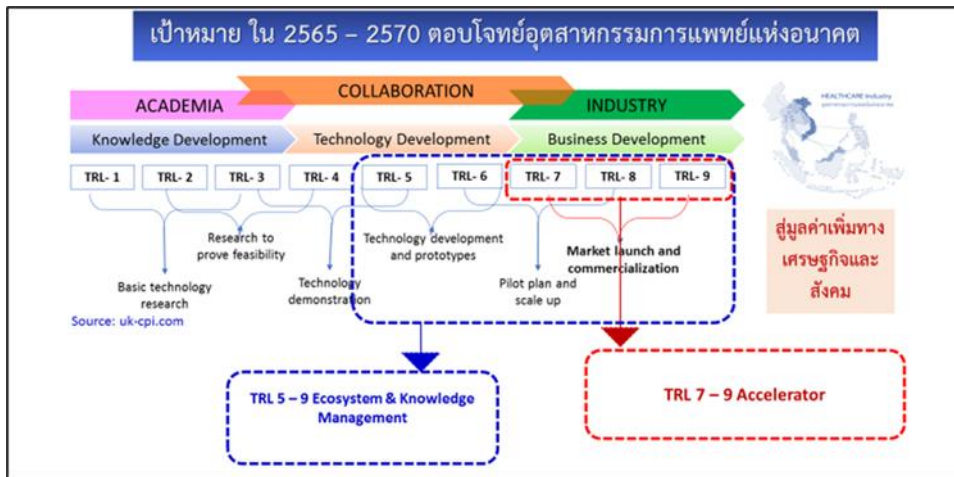 เป้าหมาย ใน 2565 – 2570 ตอบโจทย์อุตสาหกรรมการแพทย์แห่งอนาคต
COLLABORATION
ACADEMIA
INDUSTRY
HEALTHCARE Industry
Knowledge Development
Technology Development
Business Development
TRL- 1
TRL- 2
TRL- 3
TRL- 4
TRL- 5
TRL- 6
TRL- 7
TRL- 8
TRL- 9
Research to
prove feasibility
Technology development
and prototypes
Market launch and
commercialization
Basic technology
research
Technology
demonstration
Pilot plan and
scale up
สู่มูลค่าเพิ่มทาง
เศรษฐกิจและ
สังคม
Source: uk-cpi.com
TRL 5 – 9 Ecosystem & Knowledge
Management
TRL 7 – 9 Accelerator